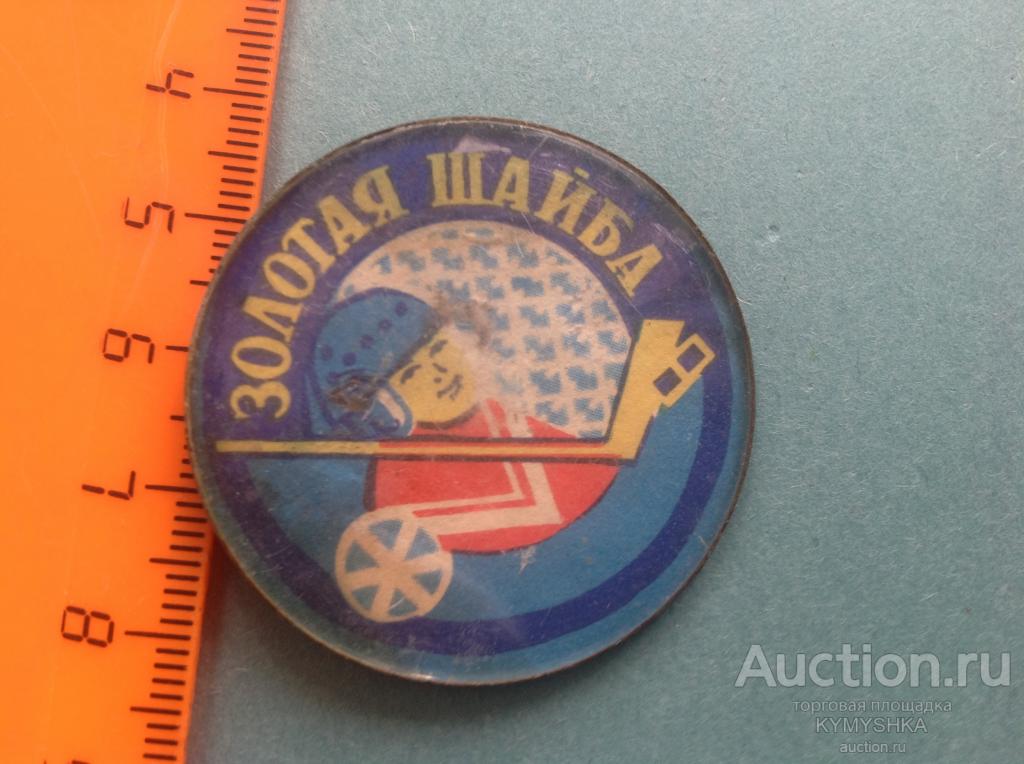 ЗОЛОТАЯ ШАЙБА
4
5
6
7
8
Auction.ru
торговая площадка
KYMYSHKA
auction.ru